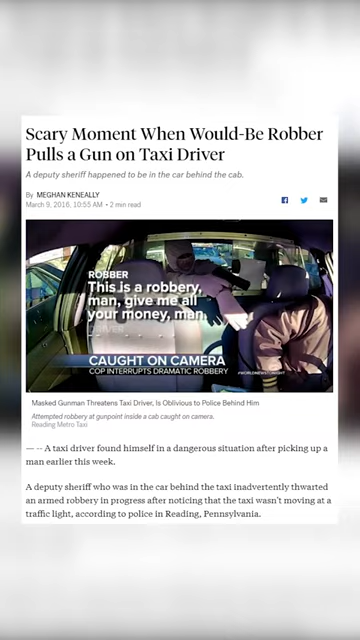 Scary Moment When Would-Be Robber
Pulls a Gun on Taxi Driver
A deputy sheriff happened to be in the car behind the cab.
By MEGHAN KENEALLY
March 9, 2016, 10:55 AM • 2 min read
ROBBER
This is a robbery,
man, give me all
your money, man.
DRIVER
CAUGHT ON CAMERA
COP INTERRUPTS DRAMATIC ROBBERY
#WORLDNEWSTONIGHT
Masked Gunman Threatens Taxi Driver, Is Oblivious to Police Behind Him
Attempted robbery at gunpoint inside a cab caught on camera.
Reading Metro Taxi
— -- A taxi driver found himself in a dangerous situation after picking up a
man earlier this week.
A deputy sheriff who was in the car behind the taxi inadvertently thwarted
an armed robbery in progress after noticing that the taxi wasn't moving at a
traffic light, according to police in Reading, Pennsylvania.